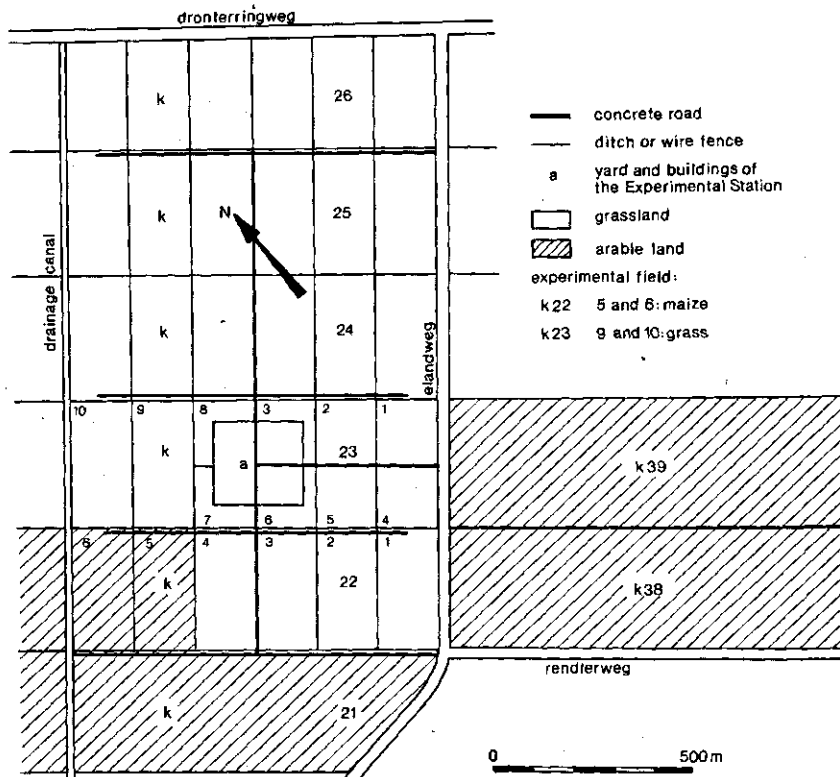 dronterringweg
k 26
concrete road
ditch or wire fence
a yard and buildings of
the Experimental Station
grassland
arable land
experimental field:
k22 5 and 6: maize
k23 9 and 10: grass
k N 25
drainage canal
k 24
elandweg
10 9 8 3 2 1
k a 23
k39
7 6 5 4
6 5 4 3 2 1
k 22
k38
rendierweg
k 21
0 500m